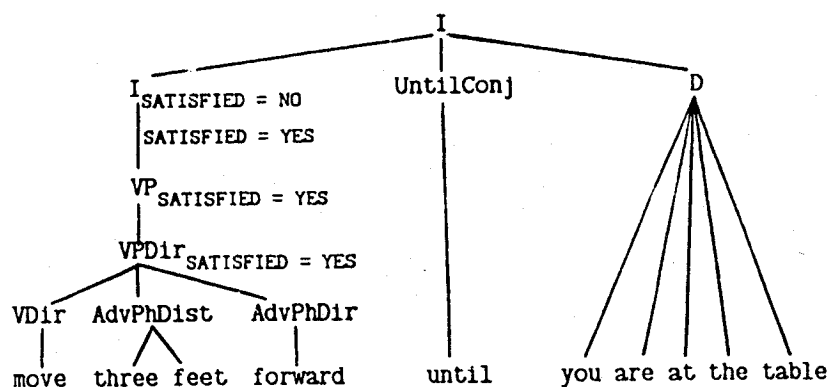 I
I SATISFIED = NO UntilConj D
SATISFIED = YES
VP SATISFIED = YES
VPDir SATISFIED = YES
VDir AdvPhDist AdvPhDir
move three feet forward until you are at the table